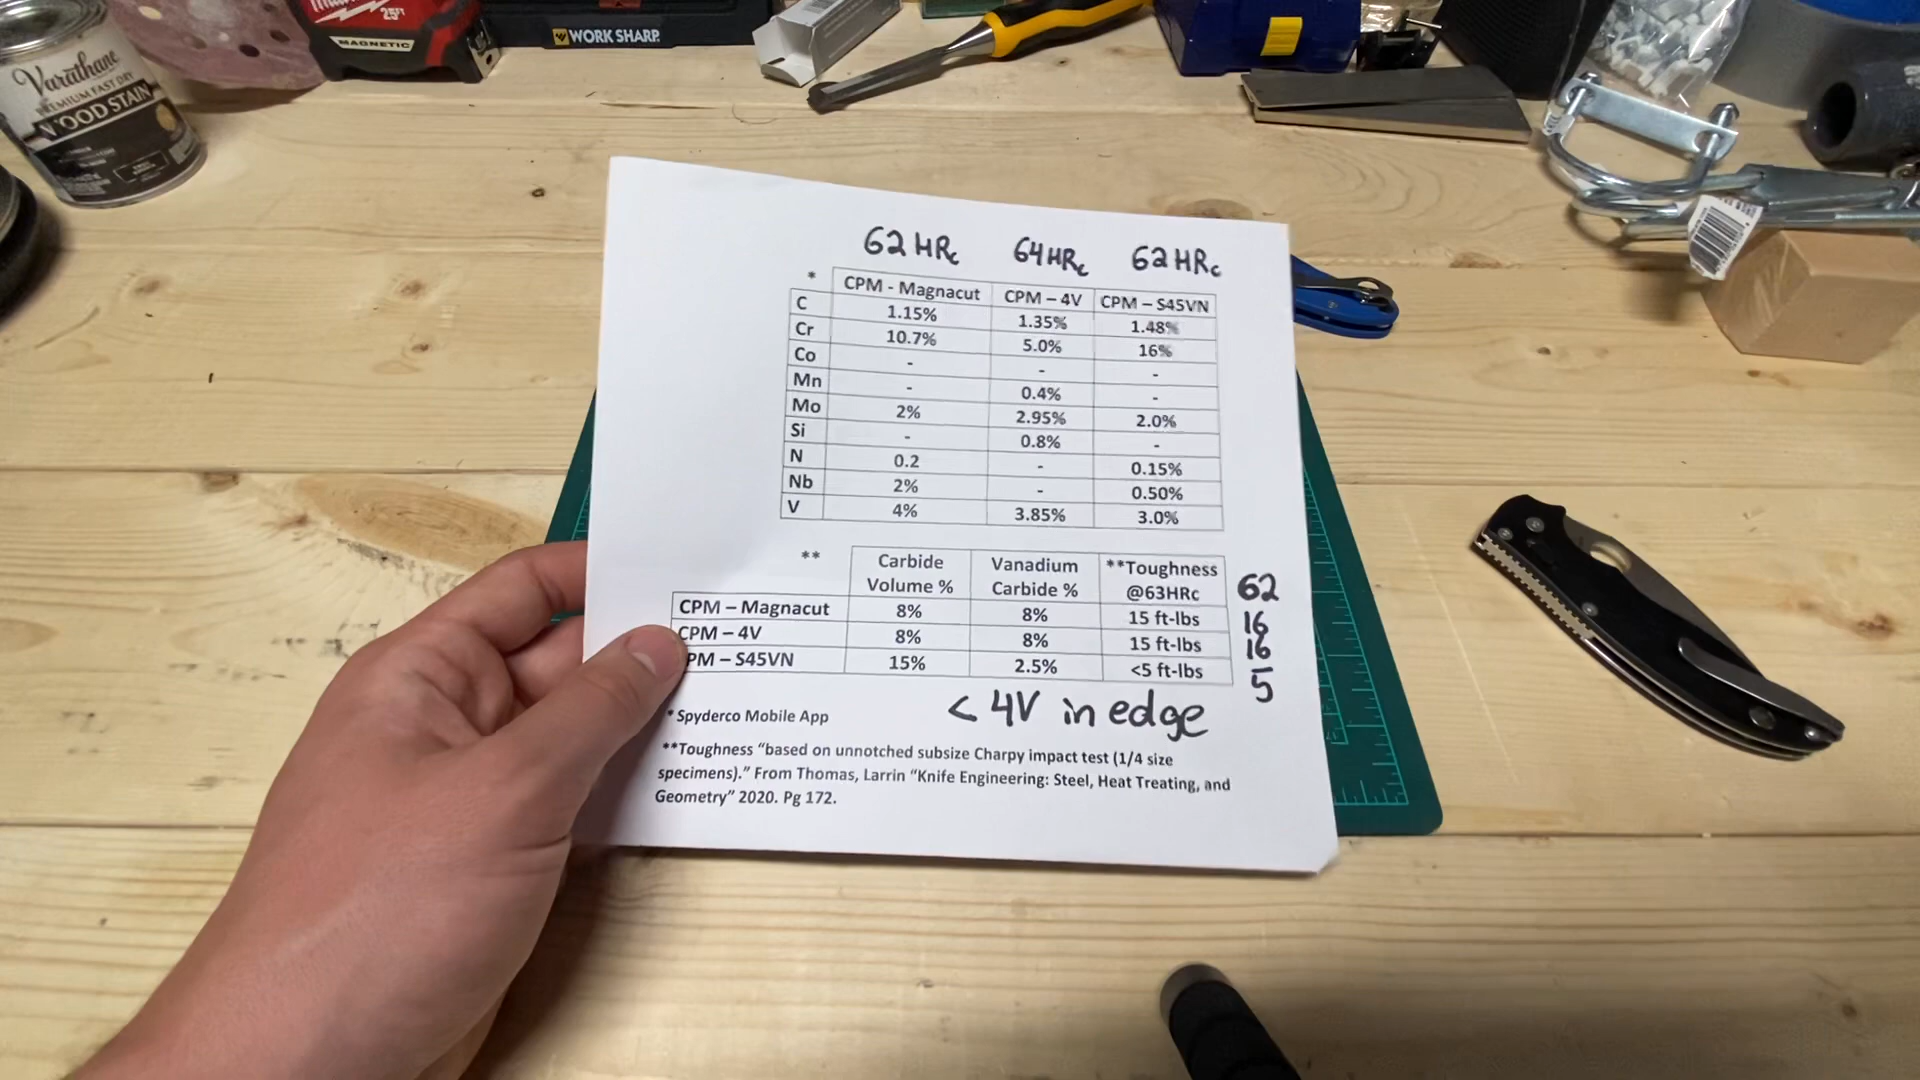 Varathane
PREMIUM FAST DRY
WOOD STAIN
25FT
MAGNETIC
WORK SHARP
62 HRc 64 HRc 62 HRc
* CPM - Magnacut CPM – 4V CPM – S45VN
C 1.15% 1.35% 1.48%
Cr 10.7% 5.0% 16%
Co - - -
Mn - 0.4% -
Mo 2% 2.95% 2.0%
Si - 0.8% -
N 0.2 - 0.15%
Nb 2% - 0.50%
V 4% 3.85% 3.0%
** Carbide Volume % Vanadium Carbide % **Toughness @63HRc 62
CPM – Magnacut 8% 8% 15 ft-lbs 16
CPM – 4V 8% 8% 15 ft-lbs 16
PM – S45VN 15% 2.5% <5 ft-lbs 5
< 4V in edge
* Spyderco Mobile App
**Toughness “based on unnotched subsize Charpy impact test (1/4 size
specimens).” From Thomas, Larrin “Knife Engineering: Steel, Heat Treating, and
Geometry” 2020. Pg 172.